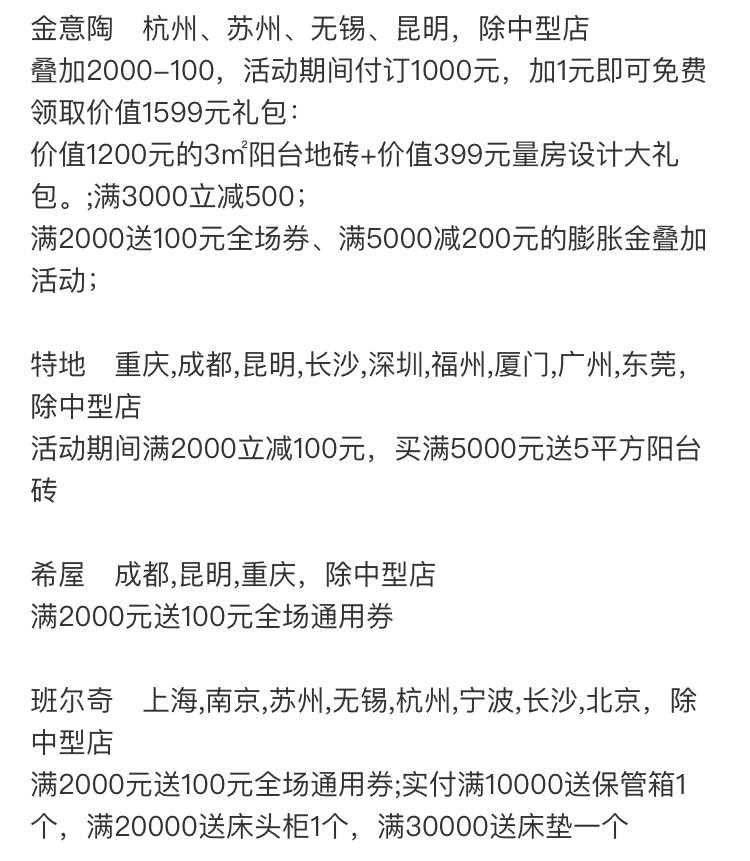 金意陶　杭州、苏州、无锡、昆明，除中型店
叠加2000-100，活动期间付订1000元，加1元即可免费
领取价值1599元礼包：
价值1200元的3㎡阳台地砖+价值399元量房设计大礼
包。;满3000立减500；
满2000送100元全场券、满5000减200元的膨胀金叠加
活动；
特地　重庆,成都,昆明,长沙,深圳,福州,厦门,广州,东莞，
除中型店
活动期间满2000立减100元，买满5000元送5平方阳台
砖
希屋　成都,昆明,重庆，除中型店
满2000元送100元全场通用券
班尔奇　上海,南京,苏州,无锡,杭州,宁波,长沙,北京，除
中型店
满2000元送100元全场通用券;实付满10000送保管箱1
个，满20000送床头柜1个，满30000送床垫一个